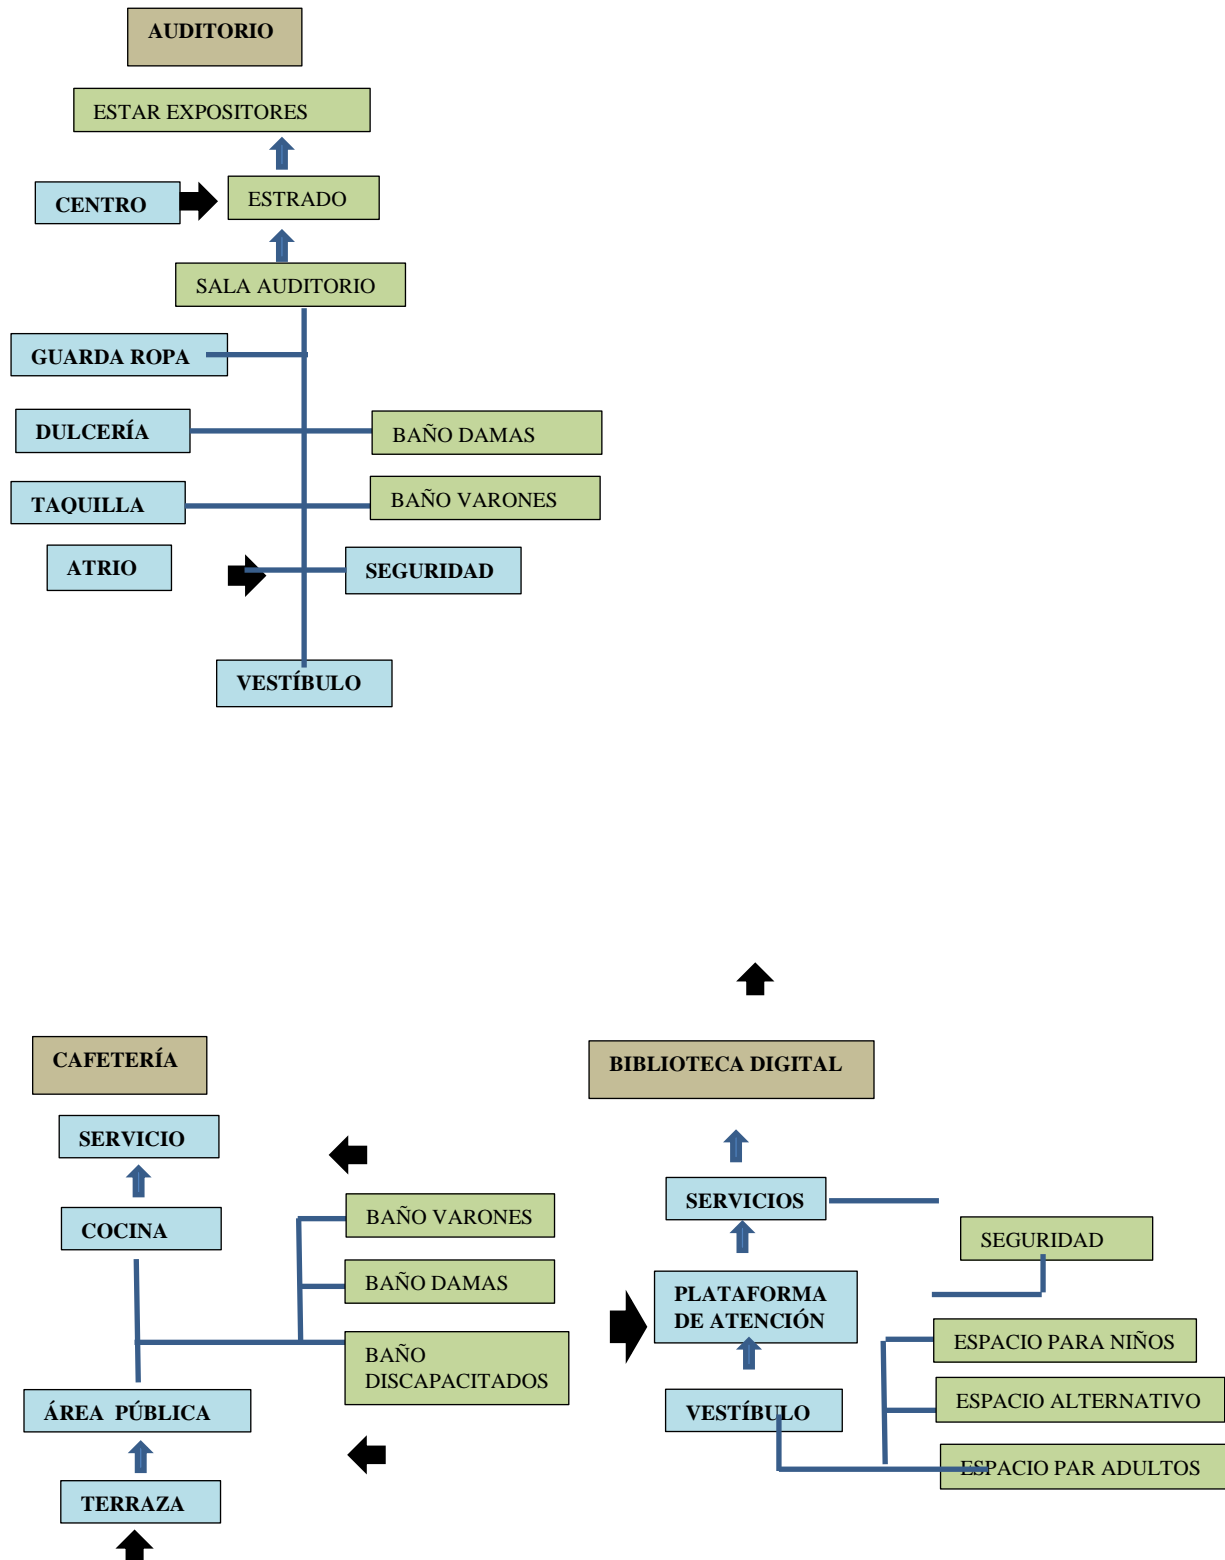 AUDITORIO
ESTAR EXPOSITORES
CENTRO
ESTRADO
SALA AUDITORIO
GUARDA ROPA
DULCERÍA
BAÑO DAMAS
TAQUILLA
BAÑO VARONES
ATRIO
SEGURIDAD
VESTÍBULO
CAFETERÍA
SERVICIO
COCINA
BAÑO VARONES
BAÑO DAMAS
BAÑO
DISCAPACITADOS
ÁREA PÚBLICA
TERRAZA
BIBLIOTECA DIGITAL
SERVICIOS
SEGURIDAD
PLATAFORMA
DE ATENCIÓN
ESPACIO PARA NIÑOS
ESPACIO ALTERNATIVO
VESTÍBULO
ESPACIO PAR ADULTOS